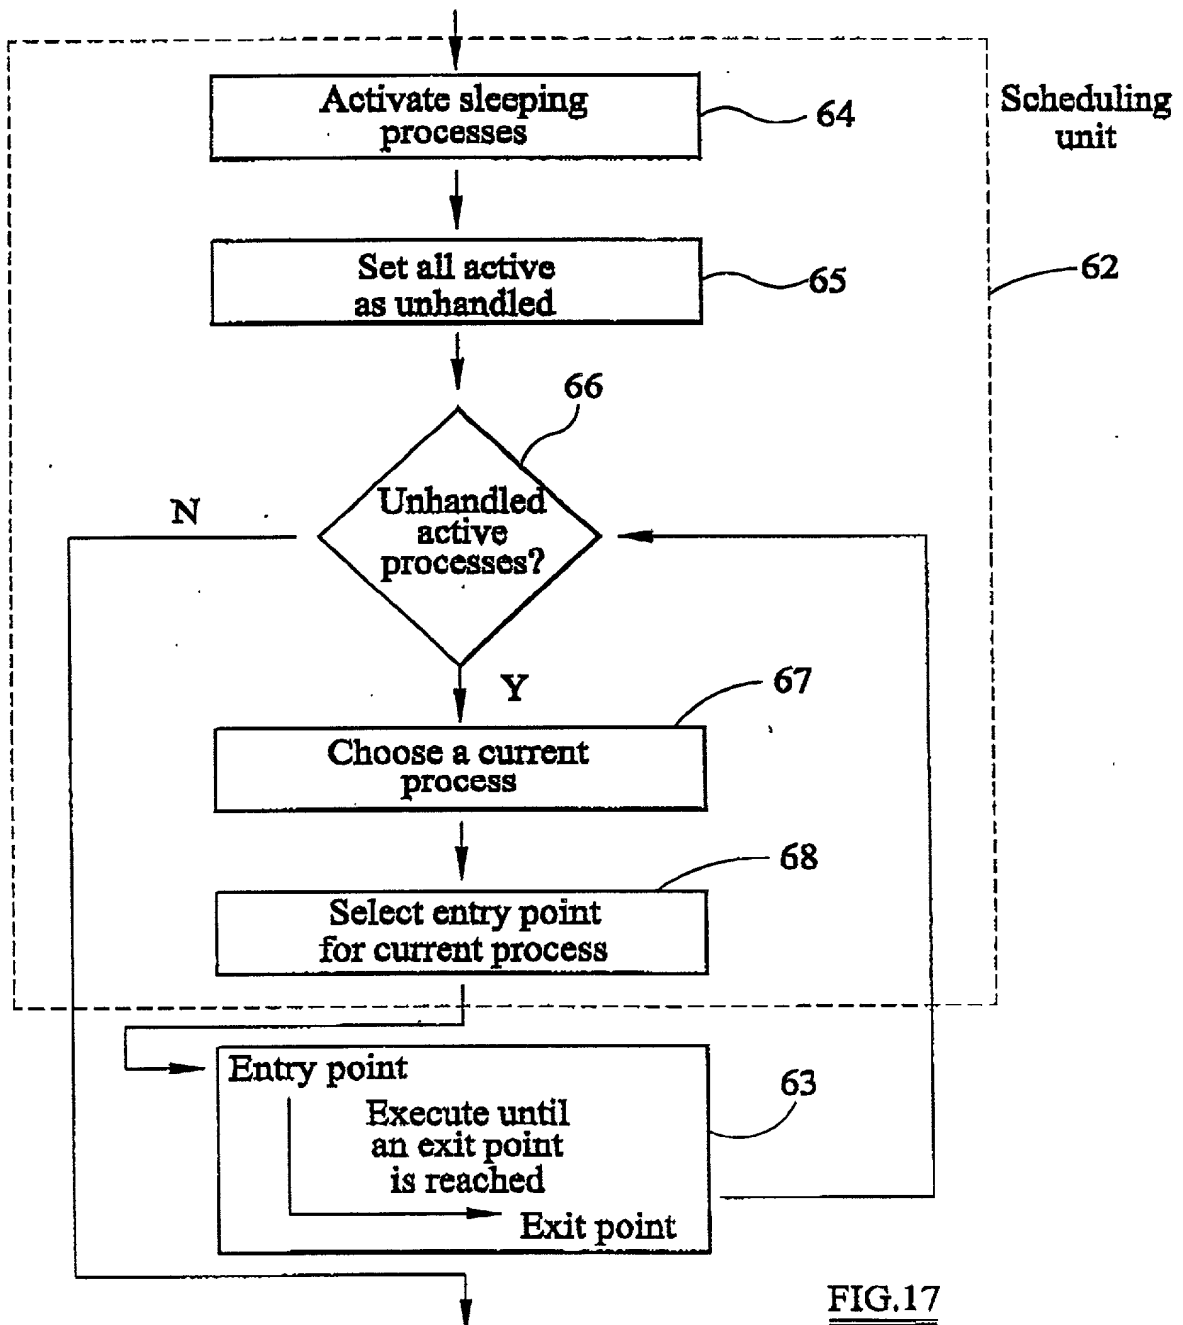 Activate sleeping
processes
64
Scheduling
unit
Set all active
as unhandled
65
62
66
Unhandled
active
processes?
N
Y
67
Choose a current
process
68
Select entry point
for current process
Entry point
63
Execute until
an exit point
is reached
Exit point
FIG.17